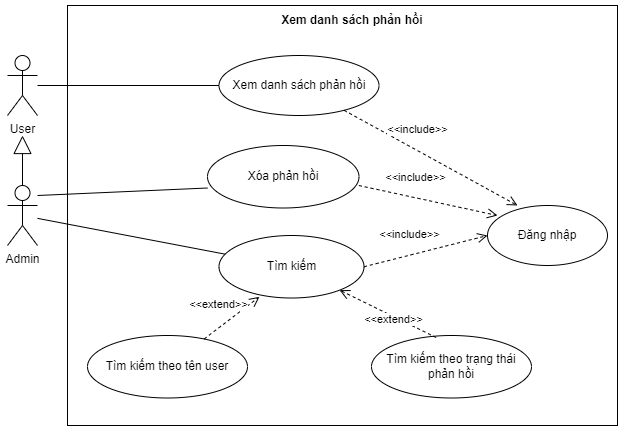 Xem danh sách phản hồi
Xem danh sách phản hồi
User
<<include>>
Xóa phản hồi
<<include>>
Admin
<<include>>
Đăng nhập
Tìm kiếm
<<extend>>
<<extend>>
Tìm kiếm theo tên user
Tìm kiếm theo trạng thái
phản hồi